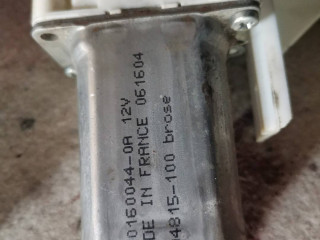 0160044-0A 12V
DE IN FRANCE 061604
4815-100 brose